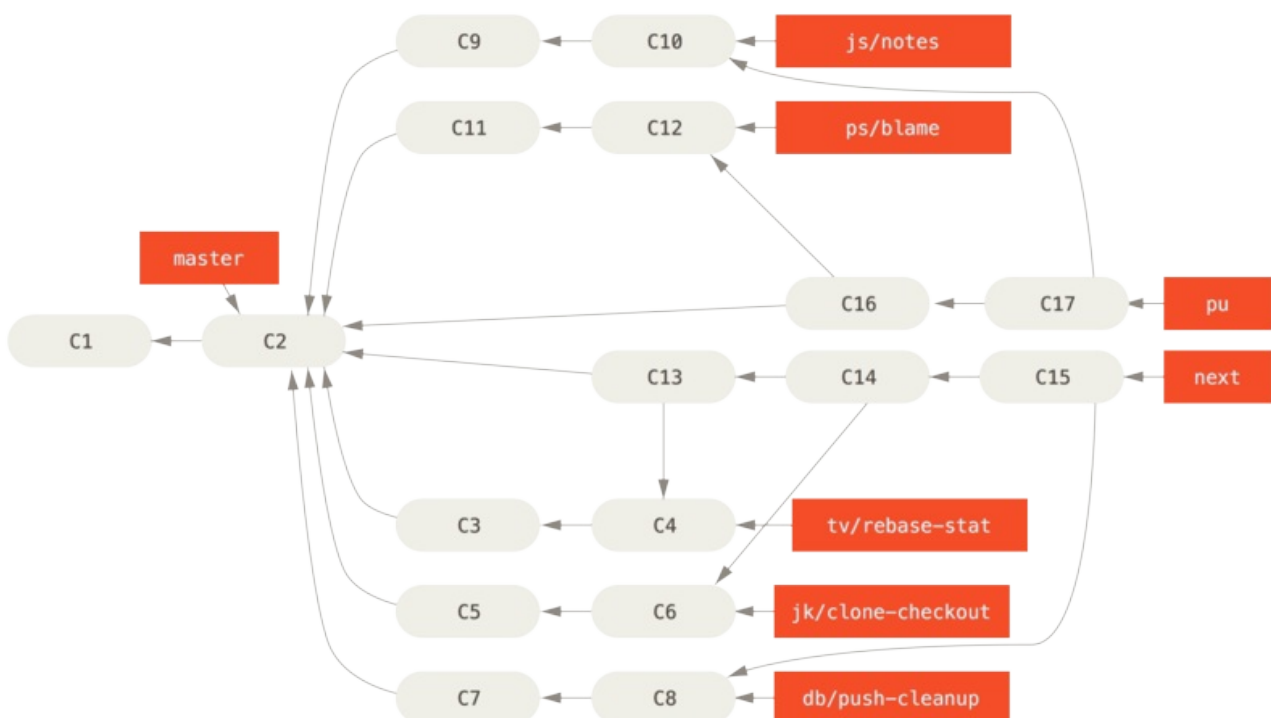 C9
C10
js/notes
C11
C12
ps/blame
master
C16
C17
pu
C1
C2
C13
C14
C15
next
C3
C4
tv/rebase-stat
C5
C6
jk/clone-checkout
C7
C8
db/push-cleanup